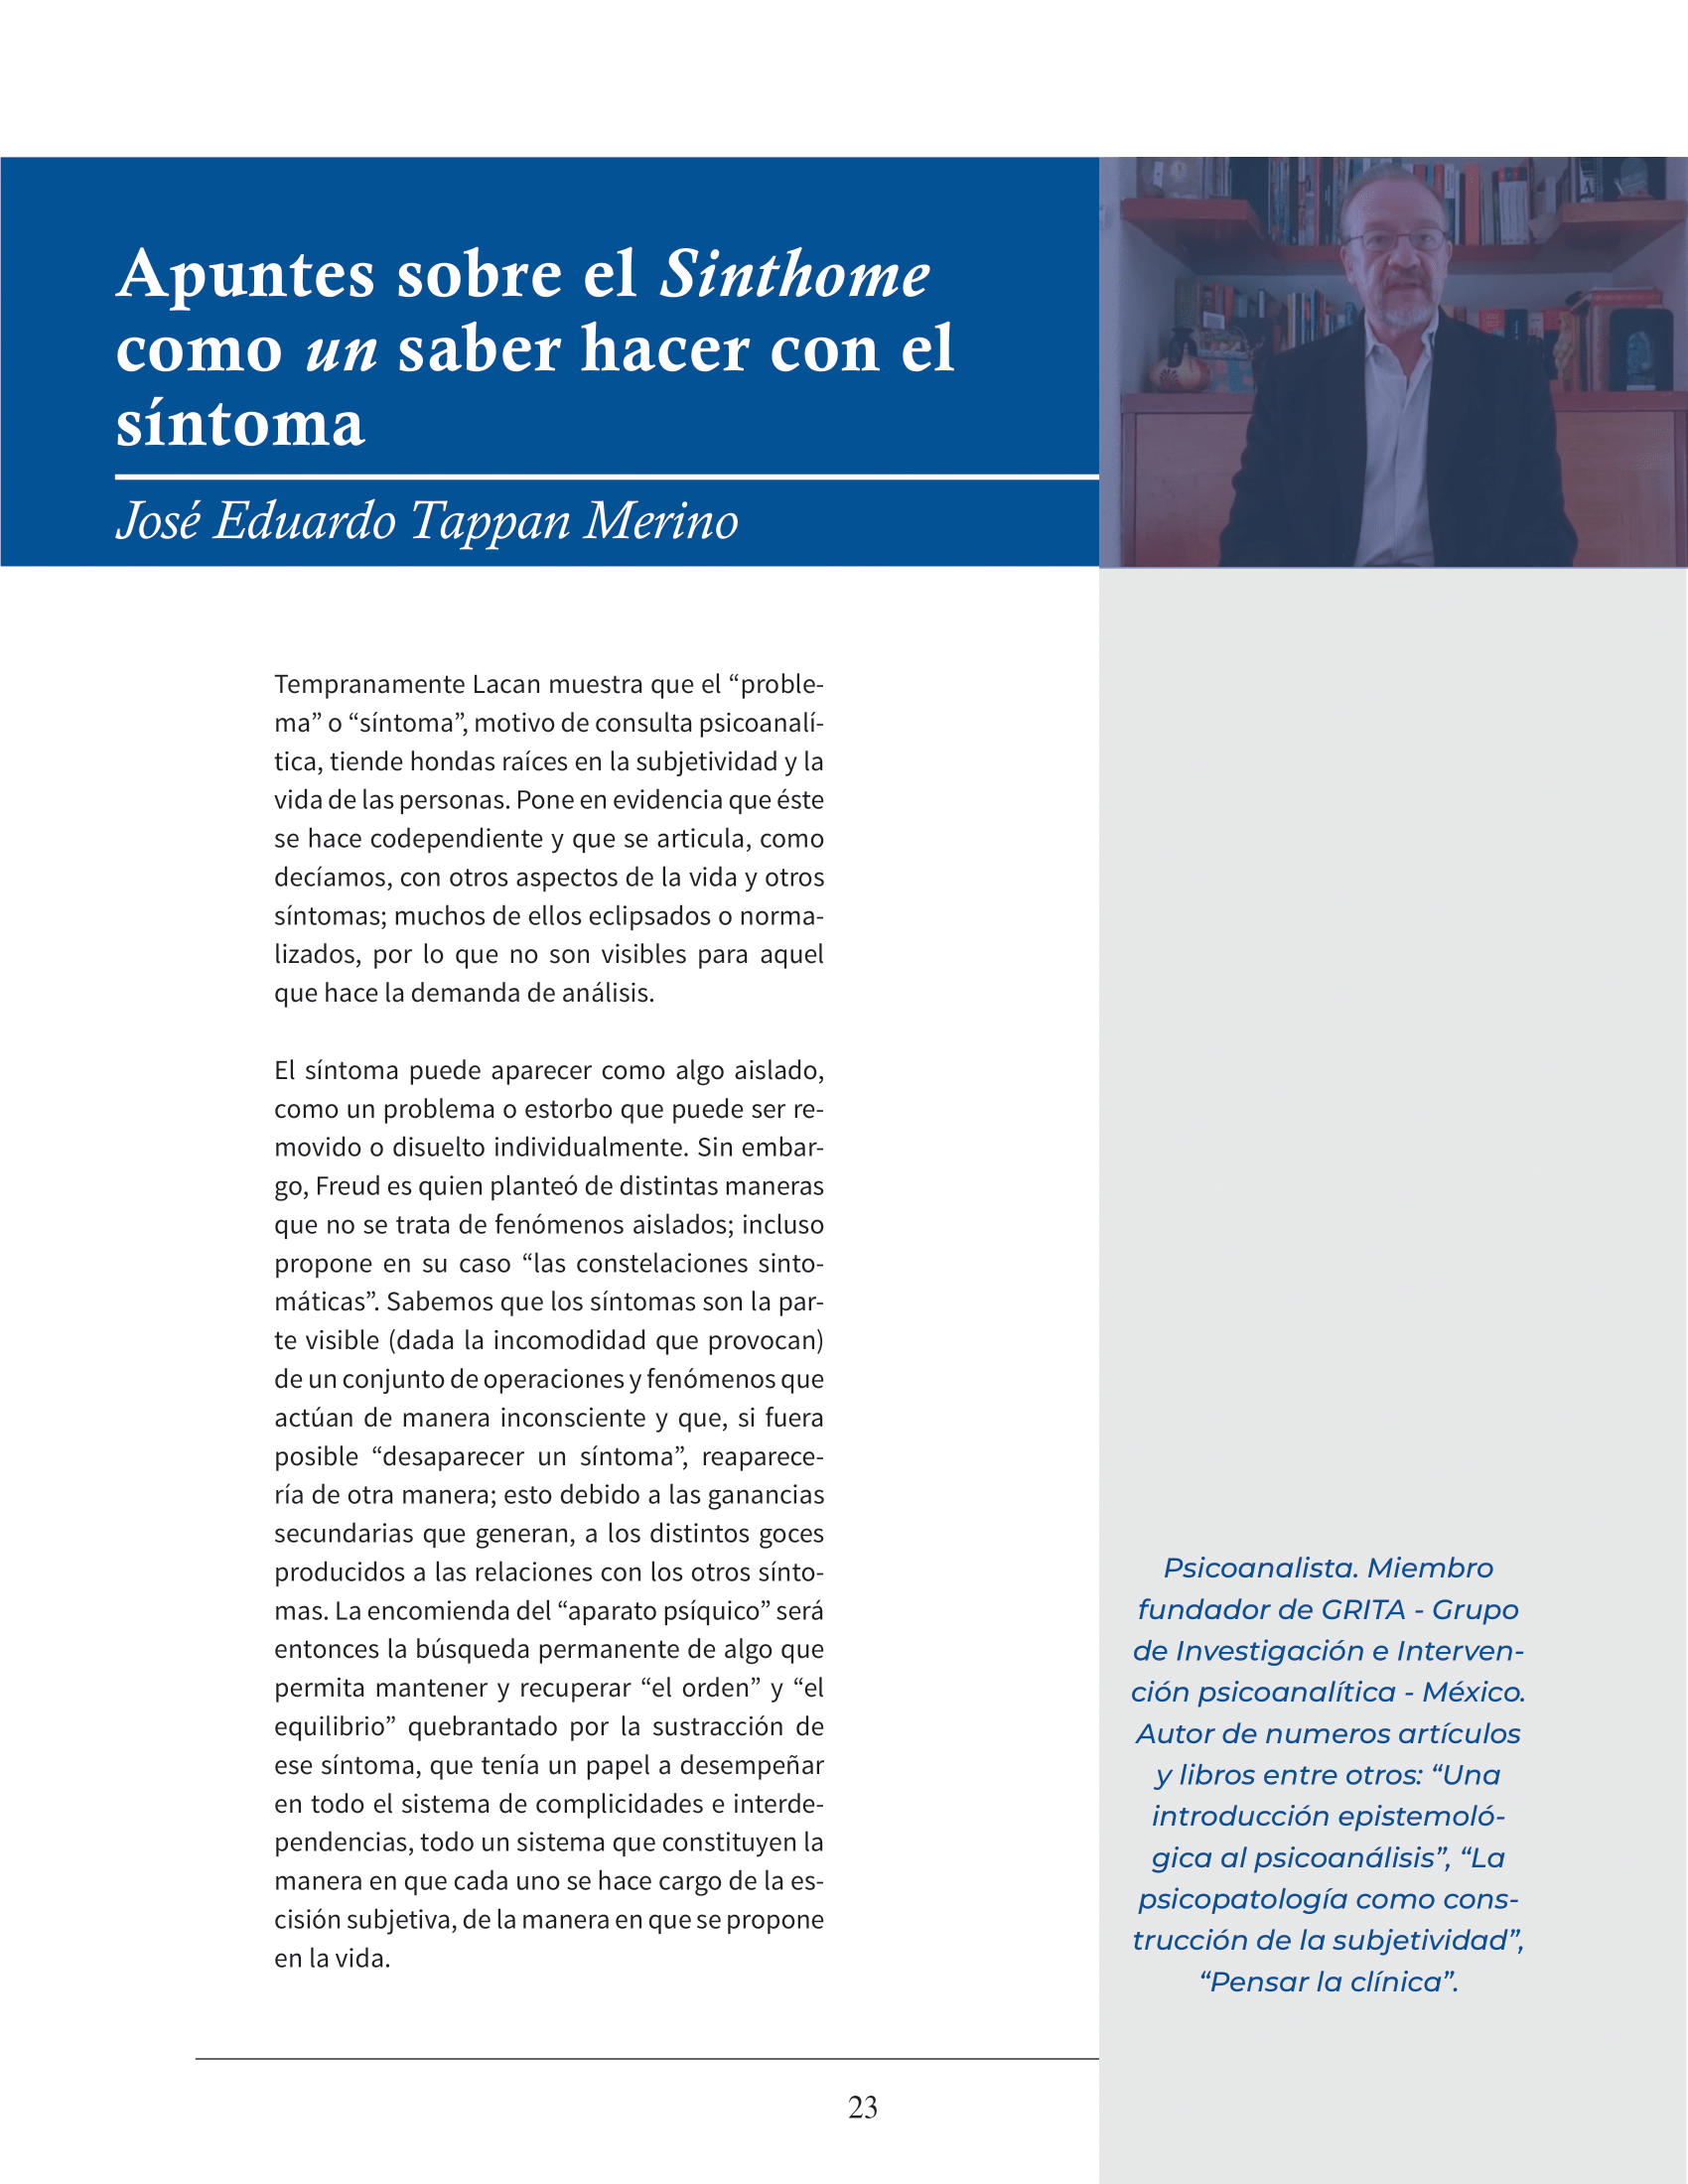 Apuntes sobre el Sinthome
como un saber hacer con el
síntoma
José Eduardo Tappan Merino
Tempranamente Lacan muestra que el “proble-
ma” o “síntoma”, motivo de consulta psicoanalí-
tica, tiende hondas raíces en la subjetividad y la
vida de las personas. Pone en evidencia que éste
se hace codependiente y que se articula, como
decíamos, con otros aspectos de la vida y otros
síntomas; muchos de ellos eclipsados o norma-
lizados, por lo que no son visibles para aquel
que hace la demanda de análisis.
El síntoma puede aparecer como algo aislado,
como un problema o estorbo que puede ser re-
movido o disuelto individualmente. Sin embar-
go, Freud es quien planteó de distintas maneras
que no se trata de fenómenos aislados; incluso
propone en su caso “las constelaciones sinto-
máticas”. Sabemos que los síntomas son la par-
te visible (dada la incomodidad que provocan)
de un conjunto de operaciones y fenómenos que
actúan de manera inconsciente y que, si fuera
posible “desaparecer un síntoma”, reaparece-
ría de otra manera; esto debido a las ganancias
secundarias que generan, a los distintos goces
producidos a las relaciones con los otros sínto-
mas. La encomienda del “aparato psíquico” será
entonces la búsqueda permanente de algo que
permita mantener y recuperar “el orden” y “el
equilibrio” quebrantado por la sustracción de
ese síntoma, que tenía un papel a desempeñar
en todo el sistema de complicidades e interde-
pendencias, todo un sistema que constituyen la
manera en que cada uno se hace cargo de la es-
cisión subjetiva, de la manera en que se propone
en la vida.
Psicoanalista. Miembro
fundador de GRITA - Grupo
de Investigación e Interven-
ción psicoanalítica - México.
Autor de numeros artículos
y libros entre otros: “Una
introducción epistemoló-
gica al psicoanálisis”, “La
psicopatología como cons-
trucción de la subjetividad”,
“Pensar la clínica”.
23